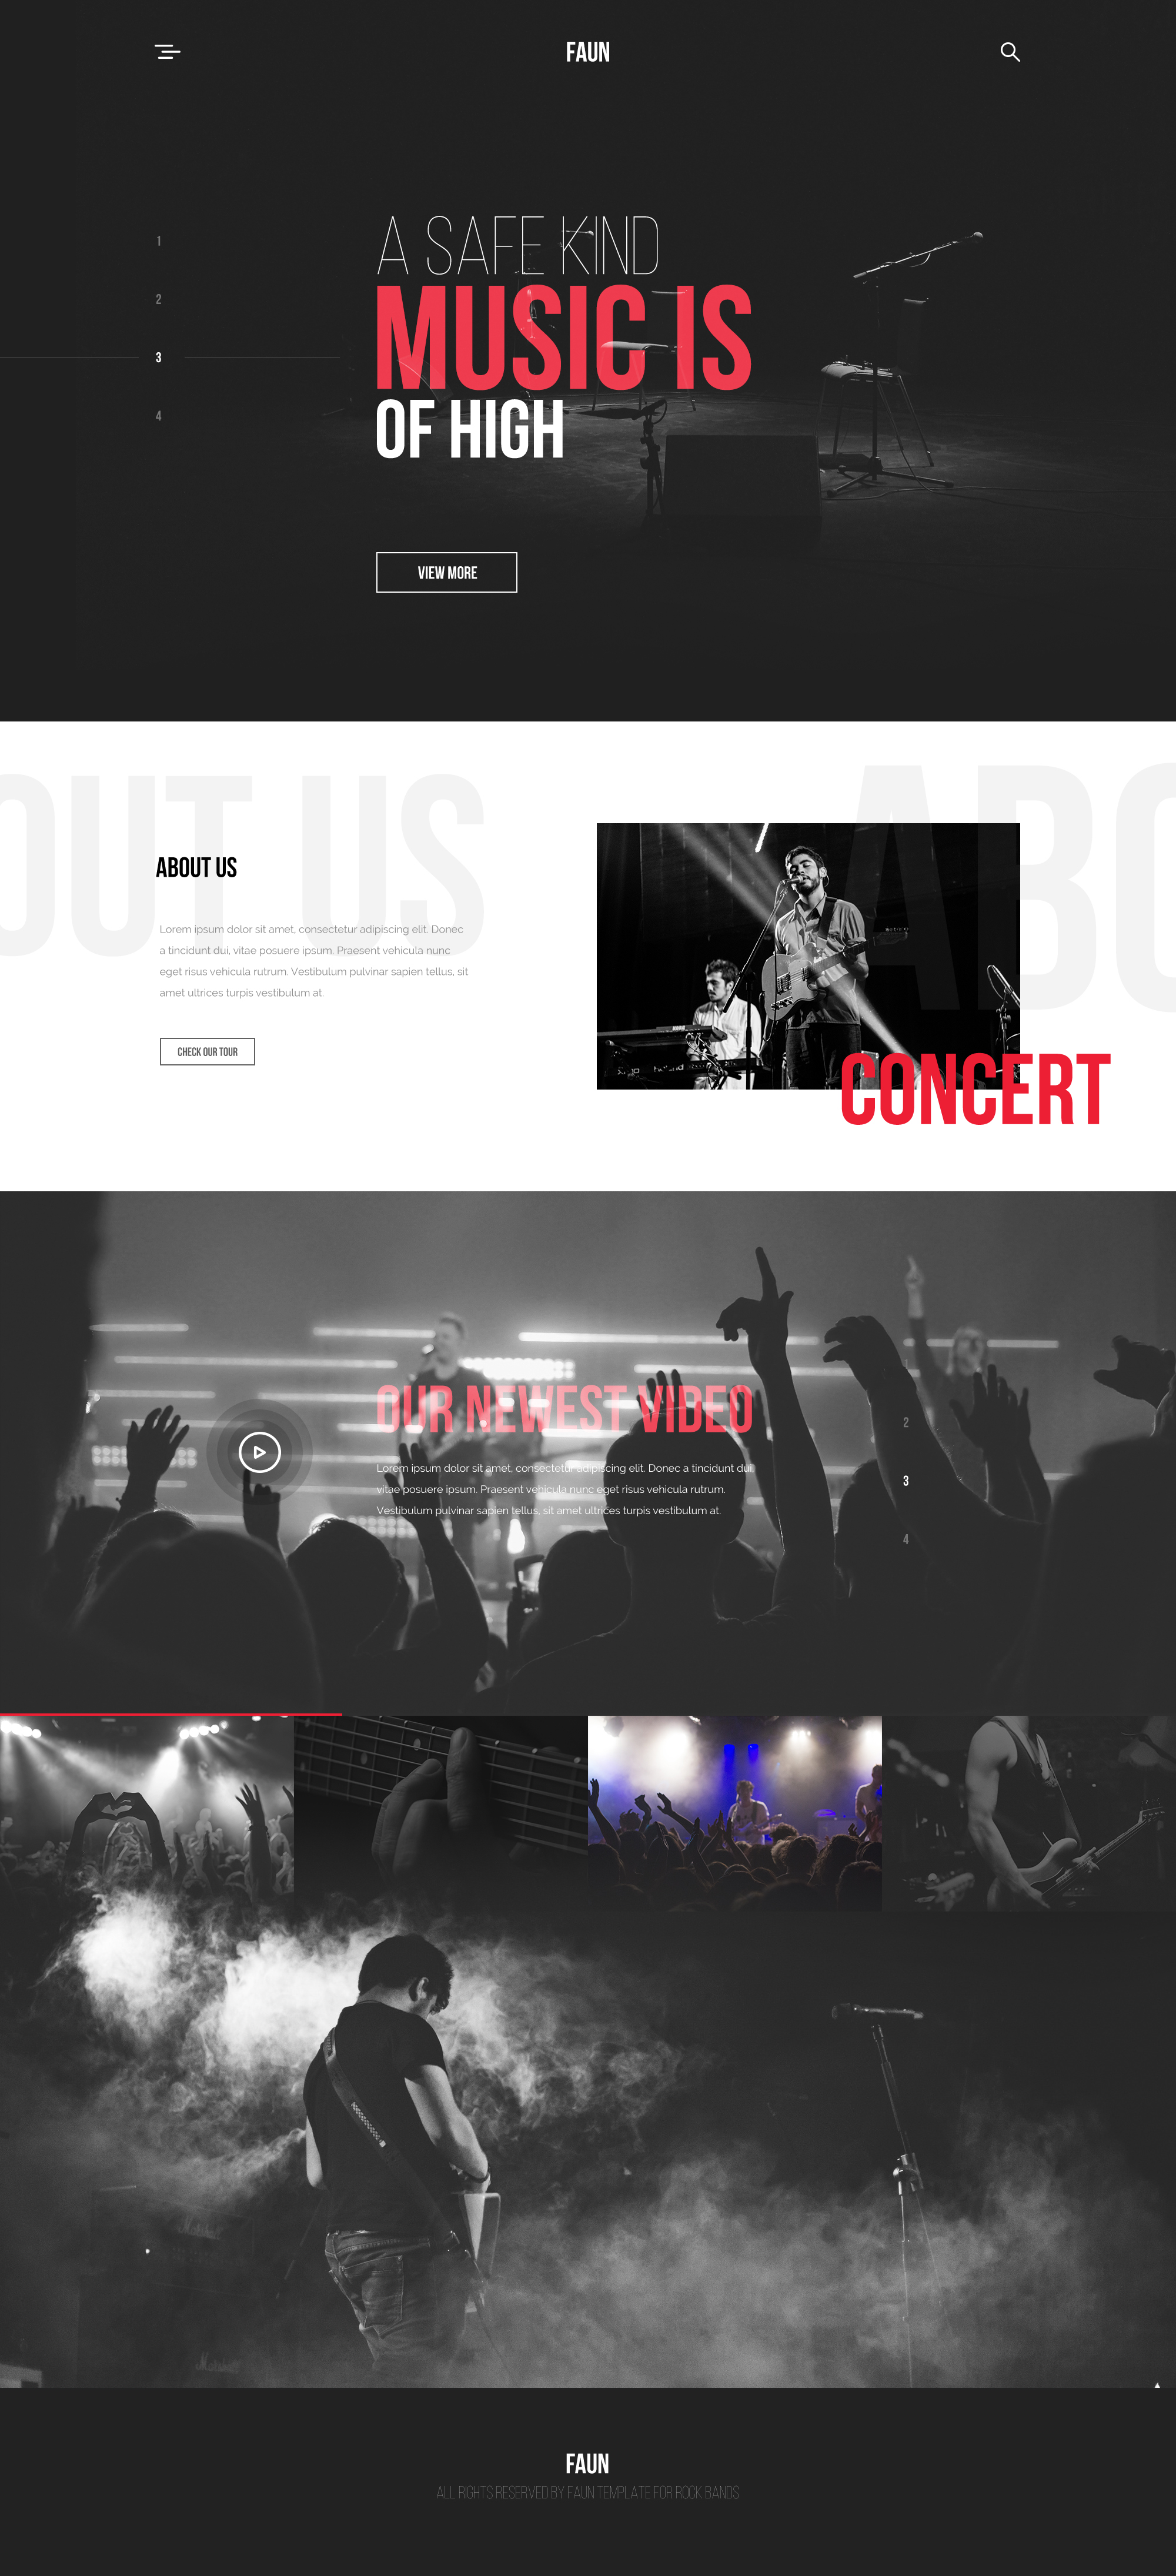 FAUN
A SAFE KIND
MUSIC IS
OF HIGH
1
2
3
4
VIEW MORE
OUT US
ABO
ABOUT US
Lorem ipsum dolor sit amet, consectetur adipiscing elit. Donec
a tincidunt dui, vitae posuere ipsum. Praesent vehicula nunc
eget risus vehicula rutrum. Vestibulum pulvinar sapien tellus, sit
amet ultrices turpis vestibulum at.
CHECK OUR TOUR
KORG
CONCERT
OUR NEWEST VIDEO
Lorem ipsum dolor sit amet, consectetur adipiscing elit. Donec a tincidunt dui,
vitae posuere ipsum. Praesent vehicula nunc eget risus vehicula rutrum.
Vestibulum pulvinar sapien tellus, sit amet ultrices turpis vestibulum at.
1
2
3
4
Marshall
Marshall
FAUN
ALL RIGHTS RESERVED BY FAUN TEMPLATE FOR ROCK BANDS